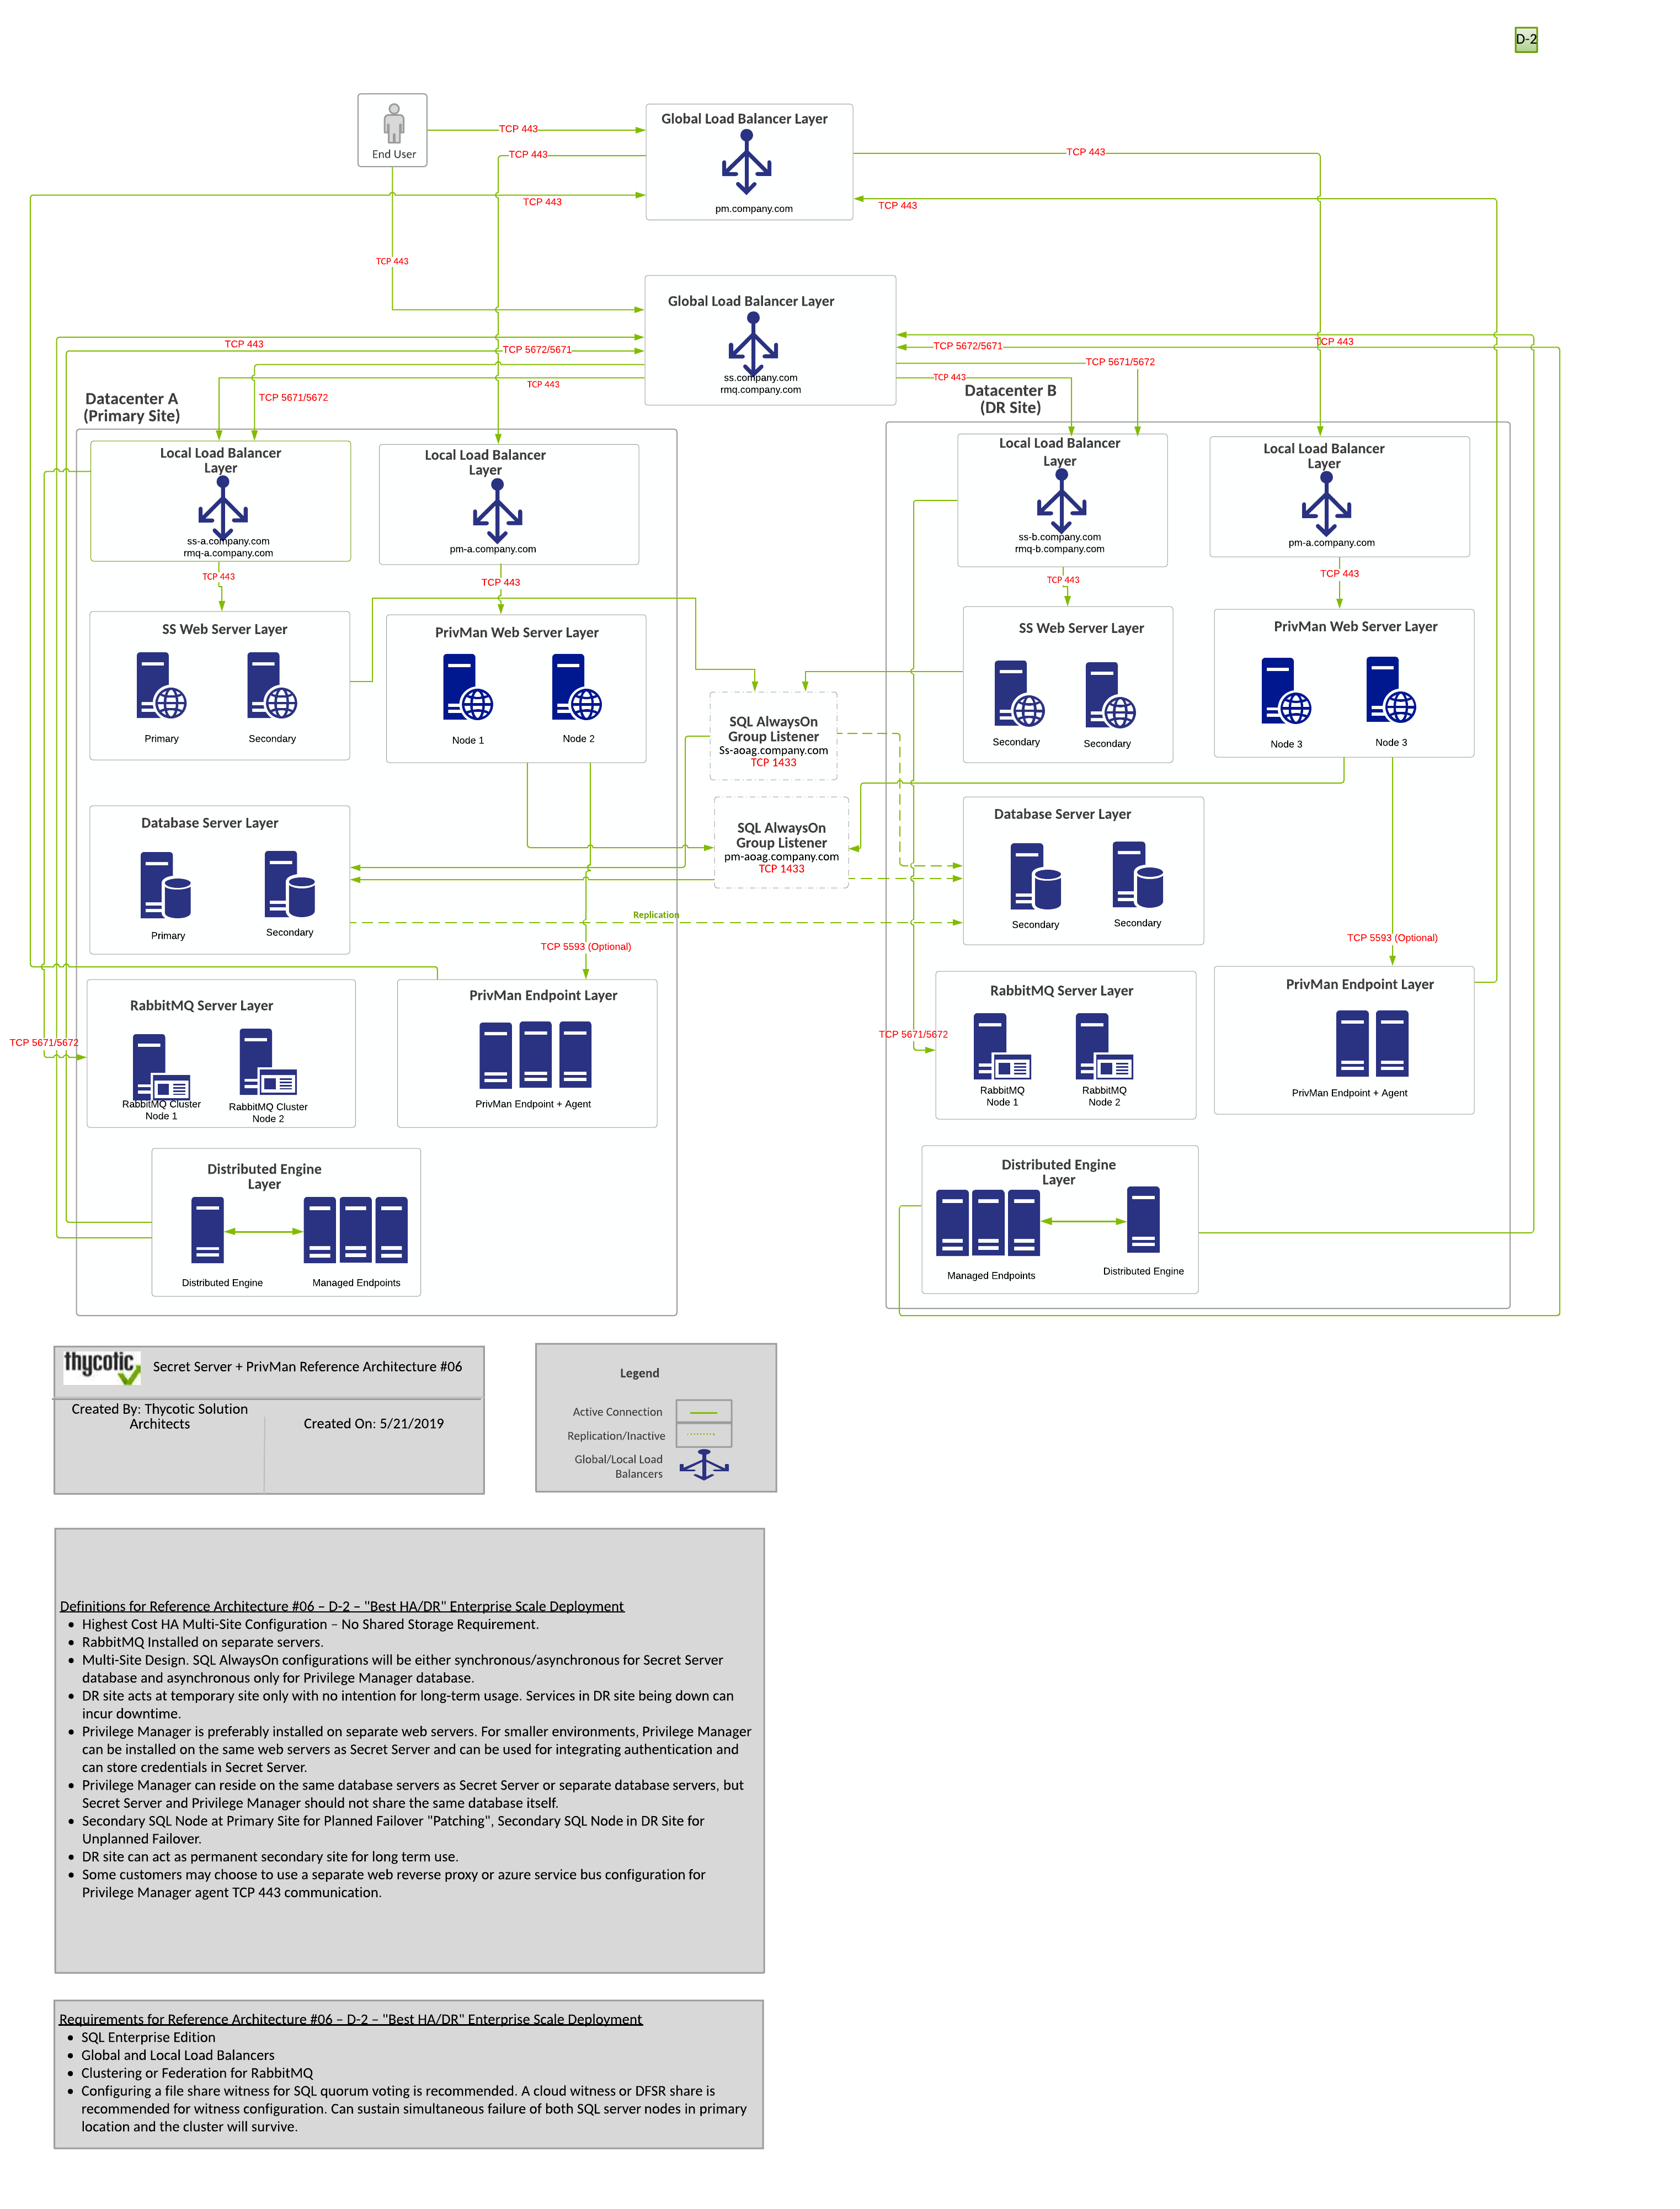 D-2
End User
TCP 443
Global Load Balancer Layer
pm.company.com
TCP 443
TCP 443
TCP 443
TCP 443
TCP 443
Global Load Balancer Layer
ss.company.com
rmq.company.com
TCP 443
TCP 5672/5671
TCP 443
TCP 5671/5672
TCP 443
TCP 5672/5671
TCP 5671/5672
TCP 443
Datacenter A
(Primary Site)
Local Load Balancer
Layer
ss-a.company.com
rmq-a.company.com
Local Load Balancer
Layer
pm-a.company.com
TCP 443
TCP 443
SS Web Server Layer
Primary
Secondary
PrivMan Web Server Layer
Node 1
Node 2
Database Server Layer
Primary
Secondary
TCP 5593 (Optional)
RabbitMQ Server Layer
RabbitMQ Cluster
Node 1
RabbitMQ Cluster
Node 2
TCP 5671/5672
PrivMan Endpoint Layer
PrivMan Endpoint + Agent
Distributed Engine
Layer
Distributed Engine
Managed Endpoints
SQL AlwaysOn
Group Listener
Ss-aoag.company.com
TCP 1433
SQL AlwaysOn
Group Listener
pm-aoag.company.com
TCP 1433
Replication
Datacenter B
(DR Site)
Local Load Balancer
Layer
ss-b.company.com
rmq-b.company.com
Local Load Balancer
Layer
pm-a.company.com
TCP 443
TCP 443
SS Web Server Layer
Secondary
Secondary
PrivMan Web Server Layer
Node 3
Node 3
Database Server Layer
Secondary
Secondary
TCP 5593 (Optional)
RabbitMQ Server Layer
RabbitMQ
Node 1
RabbitMQ
Node 2
TCP 5671/5672
PrivMan Endpoint Layer
PrivMan Endpoint + Agent
Distributed Engine
Layer
Managed Endpoints
Distributed Engine
thycotic
Secret Server + PrivMan Reference Architecture #06
Created By: Thycotic Solution
Architects
Created On: 5/21/2019
Legend
Active Connection
Replication/Inactive
Global/Local Load
Balancers
Definitions for Reference Architecture #06 – D-2 – "Best HA/DR" Enterprise Scale Deployment
• Highest Cost HA Multi-Site Configuration – No Shared Storage Requirement.
• RabbitMQ Installed on separate servers.
• Multi-Site Design. SQL AlwaysOn configurations will be either synchronous/asynchronous for Secret Server
database and asynchronous only for Privilege Manager database.
• DR site acts at temporary site only with no intention for long-term usage. Services in DR site being down can
incur downtime.
• Privilege Manager is preferably installed on separate web servers. For smaller environments, Privilege Manager
can be installed on the same web servers as Secret Server and can be used for integrating authentication and
can store credentials in Secret Server.
• Privilege Manager can reside on the same database servers as Secret Server or separate database servers, but
Secret Server and Privilege Manager should not share the same database itself.
• Secondary SQL Node at Primary Site for Planned Failover "Patching", Secondary SQL Node in DR Site for
Unplanned Failover.
• DR site can act as permanent secondary site for long term use.
• Some customers may choose to use a separate web reverse proxy or azure service bus configuration for
Privilege Manager agent TCP 443 communication.
Requirements for Reference Architecture #06 – D-2 – "Best HA/DR" Enterprise Scale Deployment
• SQL Enterprise Edition
• Global and Local Load Balancers
• Clustering or Federation for RabbitMQ
• Configuring a file share witness for SQL quorum voting is recommended. A cloud witness or DFSR share is
recommended for witness configuration. Can sustain simultaneous failure of both SQL server nodes in primary
location and the cluster will survive.